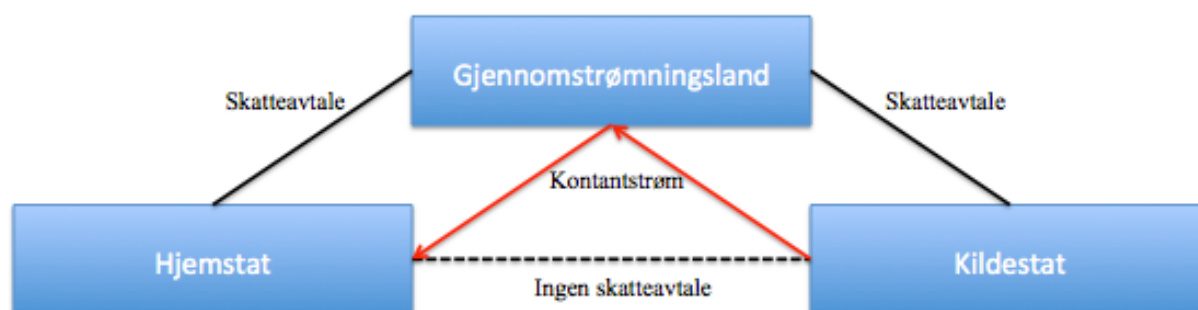 Gjennomstrømningsland
Skatteavtale
Skatteavtale
Kontantstrøm
Hjemstat
Kildestat
Ingen skatteavtale